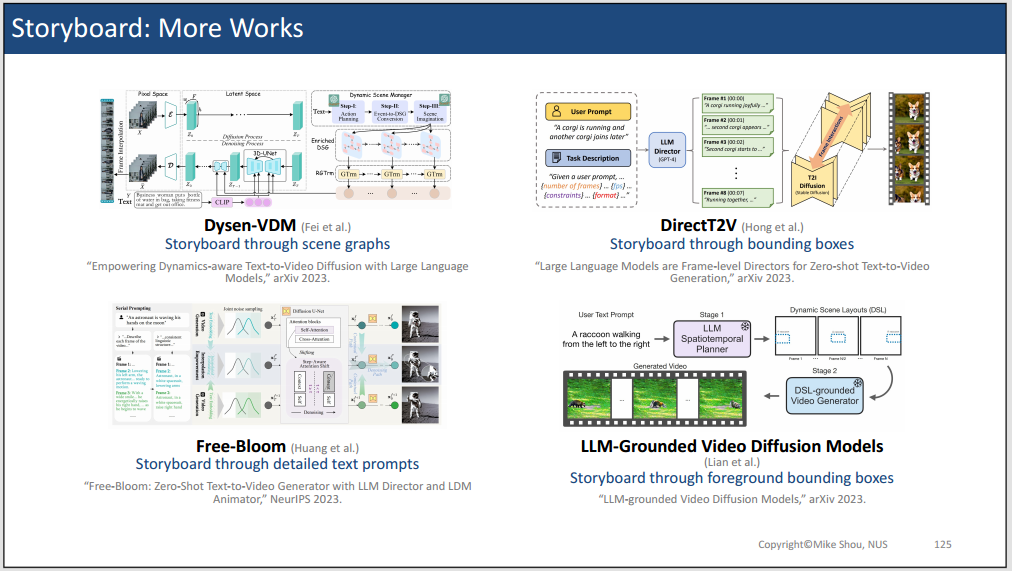 Storyboard: More Works
Pixel Space
Latent Space
Dynamic Scene Manager
Text
Step-I:
Action
Planning
Step-II:
Event-to-DSG
Conversion
Step-III:
Scene
Imagination
Diffusion Process
Denoising Process
Enriched
DSG
Frame Interpolation
3D-UNet
RGTrm
GTrm
GTrm
GTrm
Text
Business woman puts bottle
of water in bag, taking fitness
mat and get out office.
CLIP
Dysen-VDM (Fei et al.)
Storyboard through scene graphs
“Empowering Dynamics-aware Text-to-Video Diffusion with Large Language
Models,” arXiv 2023.
User Prompt
“A corgi is running and
another corgi joins later”
Task Description
“Given a user prompt, ...
{number of frames} ... {fps} ...
{constraints} ... {format} ...”
LLM
Director
(GPT-4)
Frame #1 (00:00)
“A corgi running joyfully ...”
Frame #2 (00:01)
“... second corgi appears ...”
Frame #3 (00:02)
“Second corgi starts to ...”
Frame #8 (00:07)
“Running together, ...”
Frame Interactions
T2I
Diffusion
(Stable Diffusion)
DirectT2V (Hong et al.)
Storyboard through bounding boxes
“Large Language Models are Frame-level Directors for Zero-shot Text-to-Video
Generation,” arXiv 2023.
Serial Prompting
“An astronaut is waving his
hands on the moon”
Joint noise sampling
Diffusion U-Net
Attention blocks
Self-Attention
Cross-Attention
Shifting
Step-Aware
Attention Shift
Denoising
Frame 1: ...
Frame 1: ...
Free-Bloom (Huang et al.)
Storyboard through detailed text prompts
“Free-Bloom: Zero-Shot Text-to-Video Generator with LLM Director and LDM
Animator,” NeurIPS 2023.
User Text Prompt
A raccoon walking
from the left to the right
Stage 1
LLM
Spatiotemporal
Planner
Dynamic Scene Layouts (DSL)
Frame 1
Frame N/2
Frame N
Stage 2
DSL-grounded
Video Generator
Generated Video
LLM-Grounded Video Diffusion Models
(Lian et al.)
Storyboard through foreground bounding boxes
“LLM-grounded Video Diffusion Models,” arXiv 2023.
Copyright©Mike Shou, NUS
125